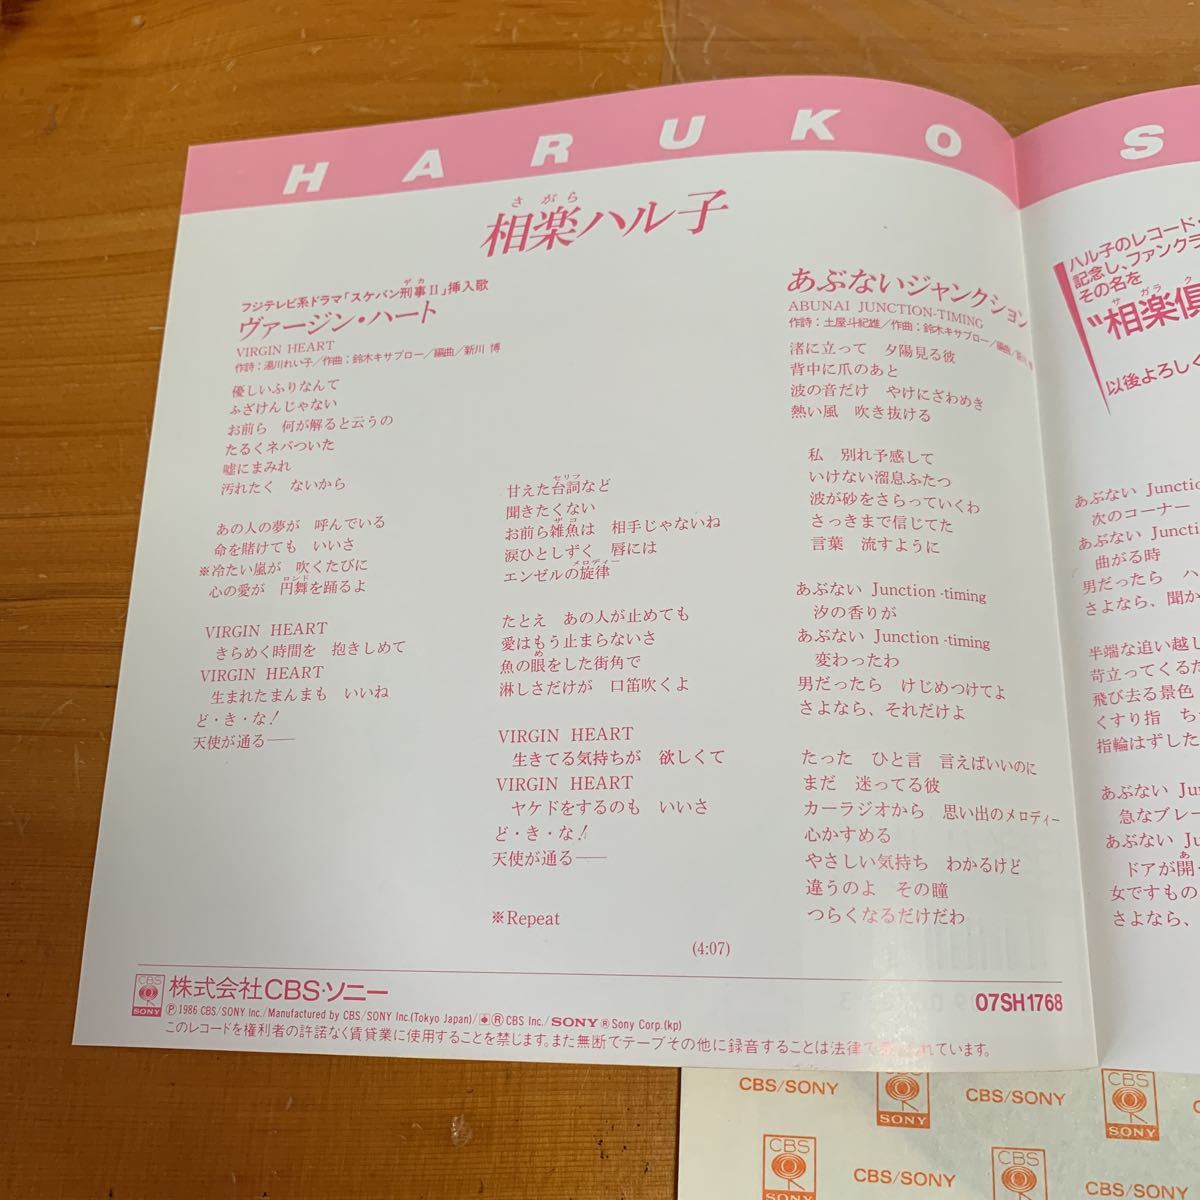 HARUKO S
さがら
相楽ハル子
デカ
フジテレビ系ドラマ「スケバン刑事II」挿入歌
ヴァージン・ハート
VIRGIN HEART
作詩：湯川れい子／作曲：鈴木キサブロー／編曲／新川 博
優しいふりなんて
ふざけんじゃない
お前ら　何が解ると云うの
たるくネバついた
嘘にまみれ
汚れたく　ないから
あの人の夢が　呼んでいる
命を賭けても　いいさ
※冷たい嵐が　吹くたびに
ロンド
心の愛が　円舞を踊るよ
VIRGIN HEART
きらめく時間を　抱きしめて
VIRGIN HEART
生まれたまんまも　いいね
ど・き・な！
天使が通る──
セリフ
甘えた台詞など
聞きたくない
ザコ
お前ら雑魚は　相手じゃないね
涙ひとしずく　唇には
メロディー
エンゼルの旋律
たとえ　あの人が止めても
愛はもう止まらないさ
め
魚の眼をした街角で
淋しさだけが　口笛吹くよ
VIRGIN HEART
生きてる気持ちが　欲しくて
VIRGIN HEART
ヤケドをするのも　いいさ
ど・き・な！
天使が通る──
※Repeat
(4:07)
あぶないジャンクション
ABUNAI JUNCTION-TIMING
作詩：土屋斗紀雄／作曲：鈴木キサブロー／編曲
渚に立って　夕陽見る彼
背中に爪のあと
波の音だけ　やけにざわめき
熱い風　吹き抜ける
私　別れ予感して
いけない溜息ふたつ
波が砂をさらっていくわ
さっきまで信じてた
言葉　流すように
あぶない Junction-timing
汐の香りが
あぶない Junction-timing
変わったわ
男だったら　けじめつけてよ
さよなら、それだけよ
たった　ひと言　言えばいいのに
まだ　迷ってる彼
カーラジオから　思い出のメロディー
心かすめる
やさしい気持ち　わかるけど
違うのよ　その瞳
つらくなるだけだわ
ハル子のレコード・
記念し、ファンクラ
その名を
サガラ ク
"相楽倶
以後よろしく
あぶない Junction
次のコーナー
あぶない Junction
曲がる時
男だったら　ハ
さよなら、聞か
半端な追い越し
苛立ってくるた
飛び去る景色
くすり指　ち
指輪はずした
あぶない Ju
急なブレー
あぶない Ju
あ
ドアが開
女ですもの
さよなら、
CBS
SONY
株式会社CBS・ソニー
07SH1768
Ⓟ1986 CBS/SONY Inc./Manufactured by CBS/SONY Inc.(Tokyo Japan)/ ® CBS Inc./SONY ® Sony Corp.(kp)
このレコードを権利者の許諾なく賃貸業に使用することを禁じます。また無断でテープその他に録音することは法律で れています。
CBS/SONY
CBS
SONY
CBS/SONY
CBS
SONY
CBS
SONY
CBS/SONY
CBS
SONY
CBS/SONY